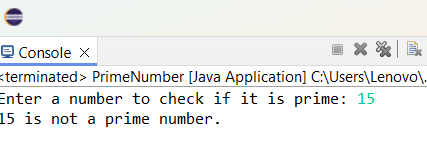 Console
<terminated> PrimeNumber [Java Application] C:\Users\Lenovo\.
Enter a number to check if it is prime: 15
15 is not a prime number.